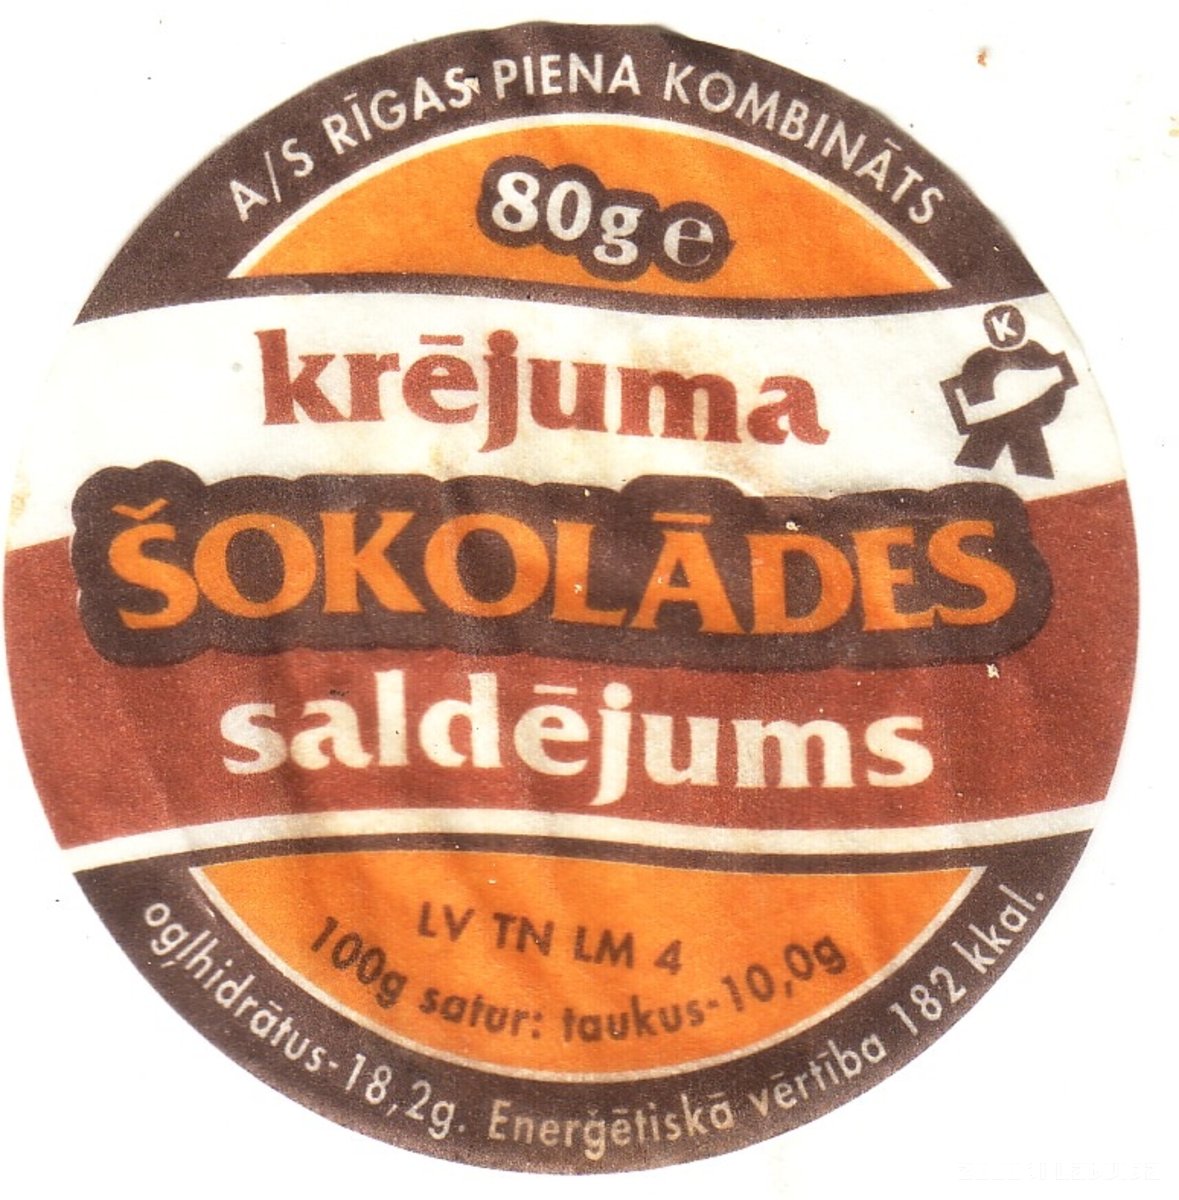 A/S RĪGAS PIENA KOMBINĀTS
80g e
K
krējuma
ŠOKOLĀDES
saldējums
LV TN LM 4
100g satur: taukus-10,0g
ogļhidrātus-18,2g. Enerģētiskā vērtība 182 kkal.